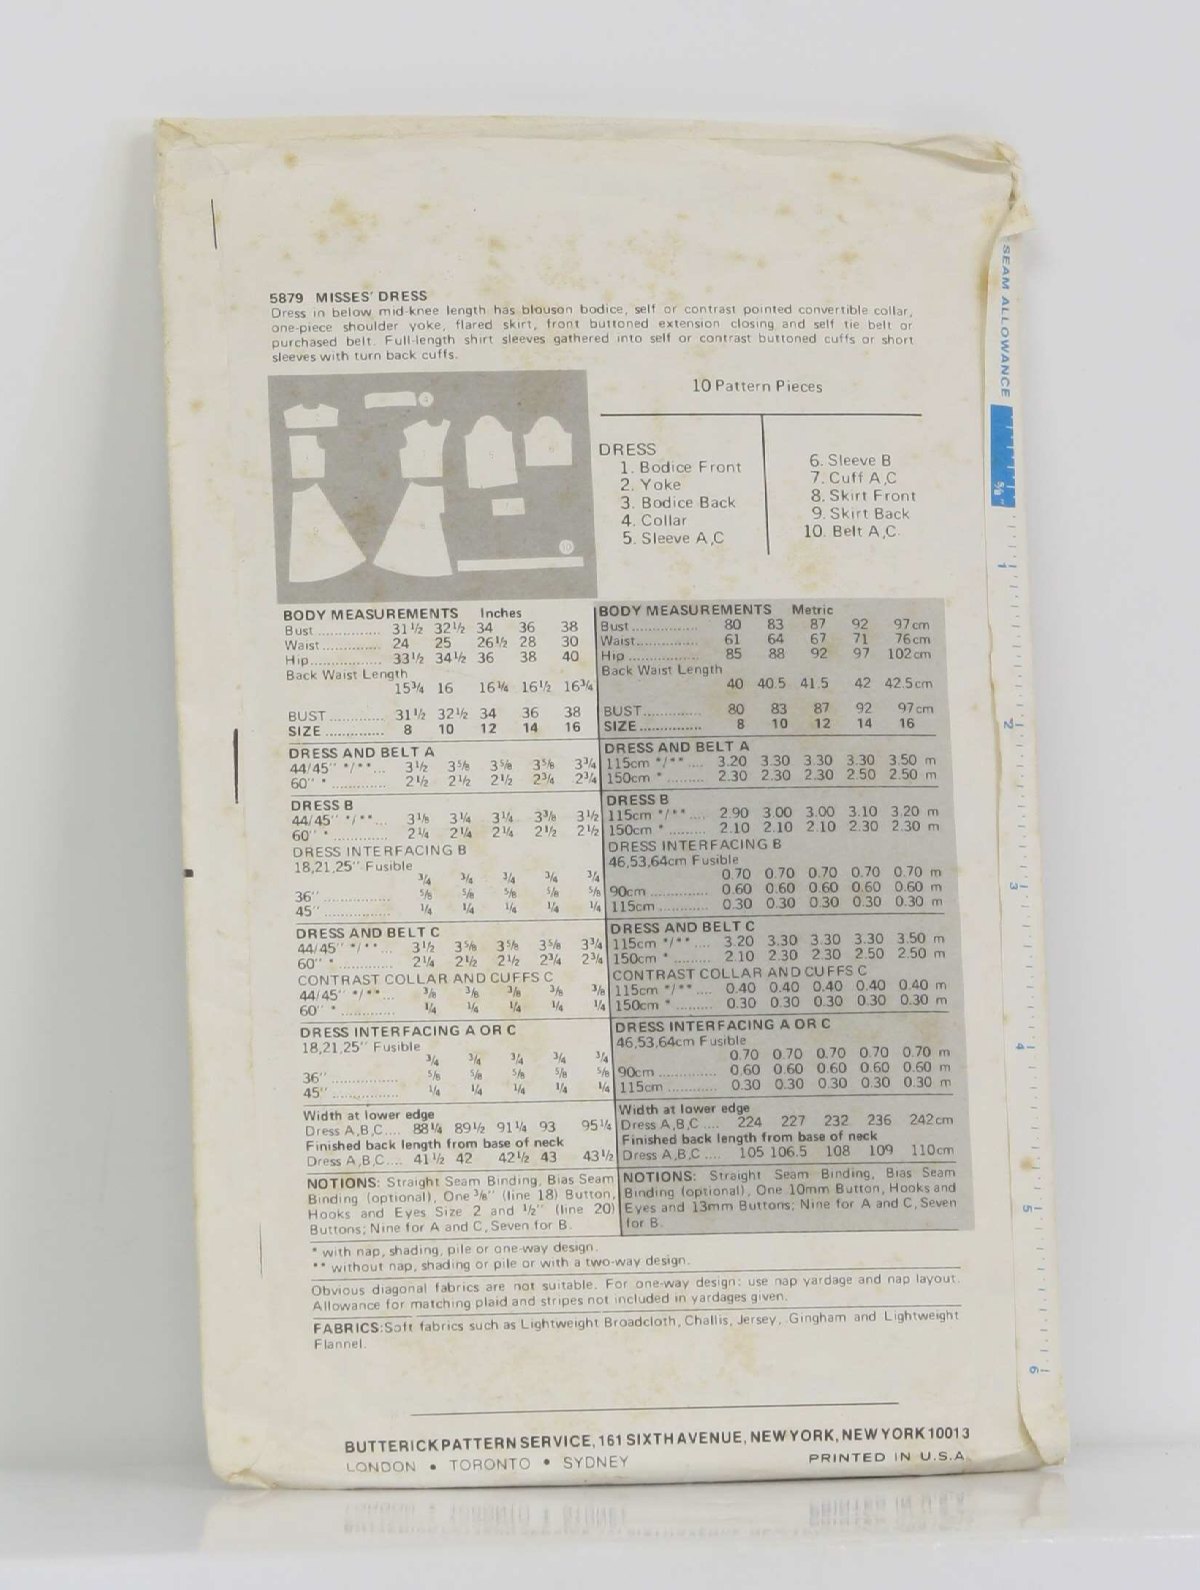 5879 MISSES' DRESS
Dress in below mid-knee length has blouson bodice, self or contrast pointed convertible collar,
one-piece shoulder yoke, flared skirt, front buttoned extension closing and self tie belt or
purchased belt. Full-length shirt sleeves gathered into self or contrast buttoned cuffs or short
sleeves with turn back cuffs.
10 Pattern Pieces
DRESS
1. Bodice Front
2. Yoke
3. Bodice Back
4. Collar
5. Sleeve A,C
6. Sleeve B
7. Cuff A,C
8. Skirt Front
9. Skirt Back
10. Belt A,C.
BODY MEASUREMENTS Inches
Bust ............... 31½ 32½ 34 36 38
Waist .............. 24 25 26½ 28 30
Hip ................ 33½ 34½ 36 38 40
Back Waist Length
15¾ 16 16¼ 16½ 16¾
BUST ............ 31½ 32½ 34 36 38
SIZE .............. 8 10 12 14 16
DRESS AND BELT A
44/45'' */** ... 3½ 3⅝ 3⅝ 3⅝ 3¾
60'' * ............. 2½ 2½ 2½ 2¾ 2¾
DRESS B
44/45'' */** ... 3⅛ 3¼ 3¼ 3⅜ 3½
60'' * ............. 2¼ 2¼ 2¼ 2½ 2½
DRESS INTERFACING B
18,21,25'' Fusible
¾ ¾ ¾ ¾ ¾
36'' ................ ⅝ ⅝ ⅝ ⅝ ⅝
45'' ................ ¼ ¼ ¼ ¼ ¼
DRESS AND BELT C
44/45'' */** ... 3½ 3⅝ 3⅝ 3⅝ 3¾
60'' * ............. 2¼ 2½ 2½ 2¾ 2¾
CONTRAST COLLAR AND CUFFS C
44/45'' */** ... ⅜ ⅜ ⅜ ⅜ ⅜
60'' * ............. ¼ ¼ ¼ ¼ ¼
DRESS INTERFACING A OR C
18,21,25'' Fusible
¾ ¾ ¾ ¾ ¾
36'' ................ ⅝ ⅝ ⅝ ⅝ ⅝
45'' ................ ¼ ¼ ¼ ¼ ¼
Width at lower edge
Dress A,B,C .... 88¼ 89½ 91¼ 93 95¼
Finished back length from base of neck
Dress A,B,C .... 41½ 42 42½ 43 43½
NOTIONS: Straight Seam Binding, Bias Seam
Binding (optional), One ⅜'' (line 18) Button,
Hooks and Eyes Size 2 and ½'' (line 20)
Buttons; Nine for A and C, Seven for B.
BODY MEASUREMENTS Metric
Bust ................ 80 83 87 92 97cm
Waist ............... 61 64 67 71 76cm
Hip ................. 85 88 92 97 102cm
Back Waist Length
40 40.5 41.5 42 42.5cm
BUST ............. 80 83 87 92 97cm
SIZE ............... 8 10 12 14 16
DRESS AND BELT A
115cm */** .... 3.20 3.30 3.30 3.30 3.50 m
150cm * ......... 2.30 2.30 2.30 2.50 2.50 m
DRESS B
115cm */** .... 2.90 3.00 3.00 3.10 3.20 m
150cm * ......... 2.10 2.10 2.10 2.30 2.30 m
DRESS INTERFACING B
46,53,64cm Fusible
0.70 0.70 0.70 0.70 0.70 m
90cm .............. 0.60 0.60 0.60 0.60 0.60 m
115cm ............ 0.30 0.30 0.30 0.30 0.30 m
DRESS AND BELT C
115cm */** .... 3.20 3.30 3.30 3.30 3.50 m
150cm * ......... 2.10 2.30 2.30 2.50 2.50 m
CONTRAST COLLAR AND CUFFS C
115cm */** .... 0.40 0.40 0.40 0.40 0.40 m
150cm * ......... 0.30 0.30 0.30 0.30 0.30 m
DRESS INTERFACING A OR C
46,53,64cm Fusible
0.70 0.70 0.70 0.70 0.70 m
90cm .............. 0.60 0.60 0.60 0.60 0.60 m
115cm ............ 0.30 0.30 0.30 0.30 0.30 m
Width at lower edge
Dress A,B,C .... 224 227 232 236 242cm
Finished back length from base of neck
Dress A,B,C .... 105 106.5 108 109 110cm
NOTIONS: Straight Seam Binding, Bias Seam
Binding (optional), One 10mm Button, Hooks and
Eyes and 13mm Buttons; Nine for A and C, Seven
for B.
* with nap, shading, pile or one-way design.
** without nap, shading or pile or with a two-way design.
Obvious diagonal fabrics are not suitable. For one-way design: use nap yardage and nap layout.
Allowance for matching plaid and stripes not included in yardages given.
FABRICS: Soft fabrics such as Lightweight Broadcloth, Challis, Jersey, Gingham and Lightweight
Flannel.
BUTTERICK PATTERN SERVICE, 161 SIXTH AVENUE, NEW YORK, NEW YORK 10013
LONDON • TORONTO • SYDNEY
PRINTED IN U.S.A.
SEAM ALLOWANCE
⅝''
1
2
3
4
5
6